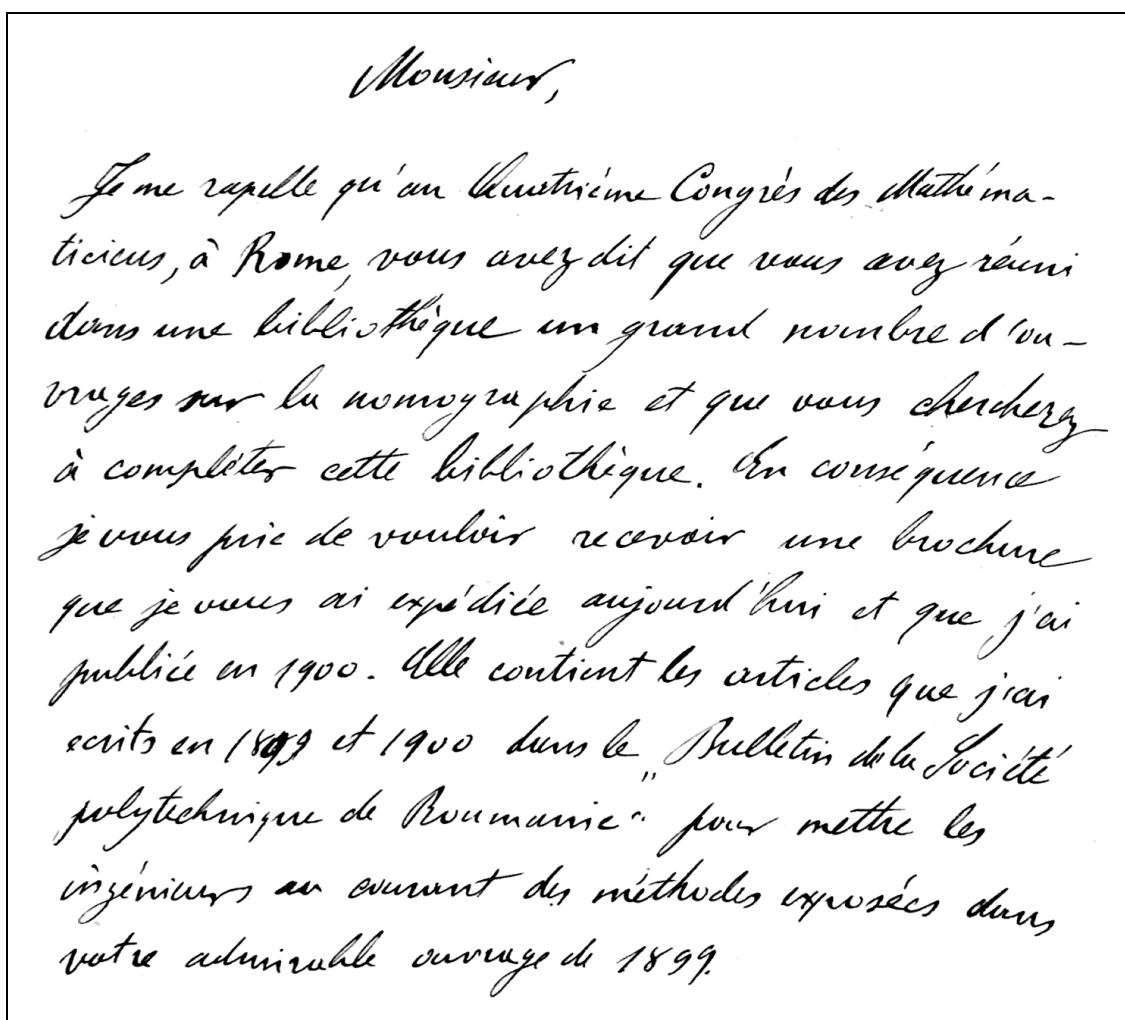 Monsieur,
Je me rapelle qu'au Quatrième Congrès des Mathéma-
ticiens, à Rome, vous avez dit que vous avez réuni
dans une bibliothèque un grand nombre d'ou-
vrages sur la nomographie et que vous cherchez
à compléter cette bibliothèque. En conséquence
je vous prie de vouloir recevoir une brochure
que je vous ai expédiée aujourd'hui et que j'ai
publiée en 1900. Elle contient les articles que j'ai
ecrits en 1899 et 1900 dans le „Bulletin de la Société
polytechnique de Roumanie“ pour mettre les
ingénieurs au courant des méthodes exposées dans
votre admirable ouvrage de 1899.